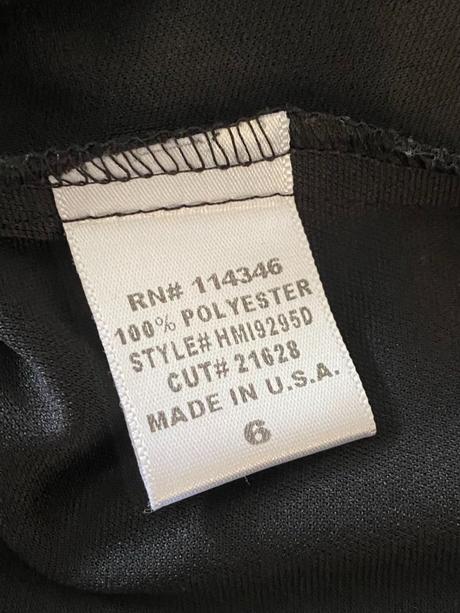 RN# 114346
100% POLYESTER
STYLE# HMI9295D
CUT# 21628
MADE IN U.S.A.
6